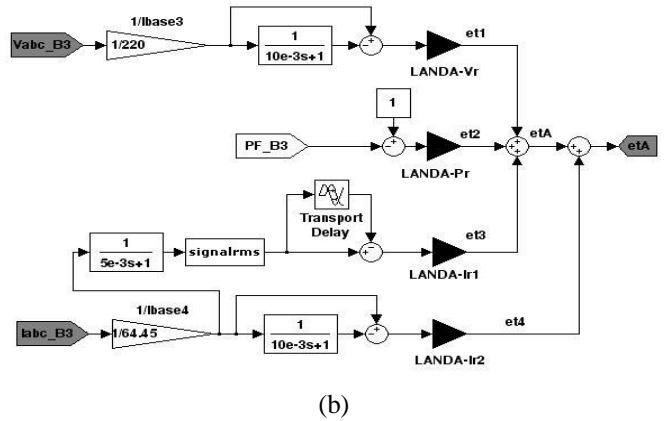 1/Ibase3
Vabc_B3
1/220
1
10e-3s+1
- +
et1
LANDA-Vr
1
PF_B3
+ -
et2
LANDA-Pr
etA
+ + +
+ +
etA
Transport
Delay
1
5e-3s+1
signalrms
+ -
et3
LANDA-Ir1
1/Ibase4
Iabc_B3
1/64.45
1
10e-3s+1
- +
et4
LANDA-Ir2
(b)